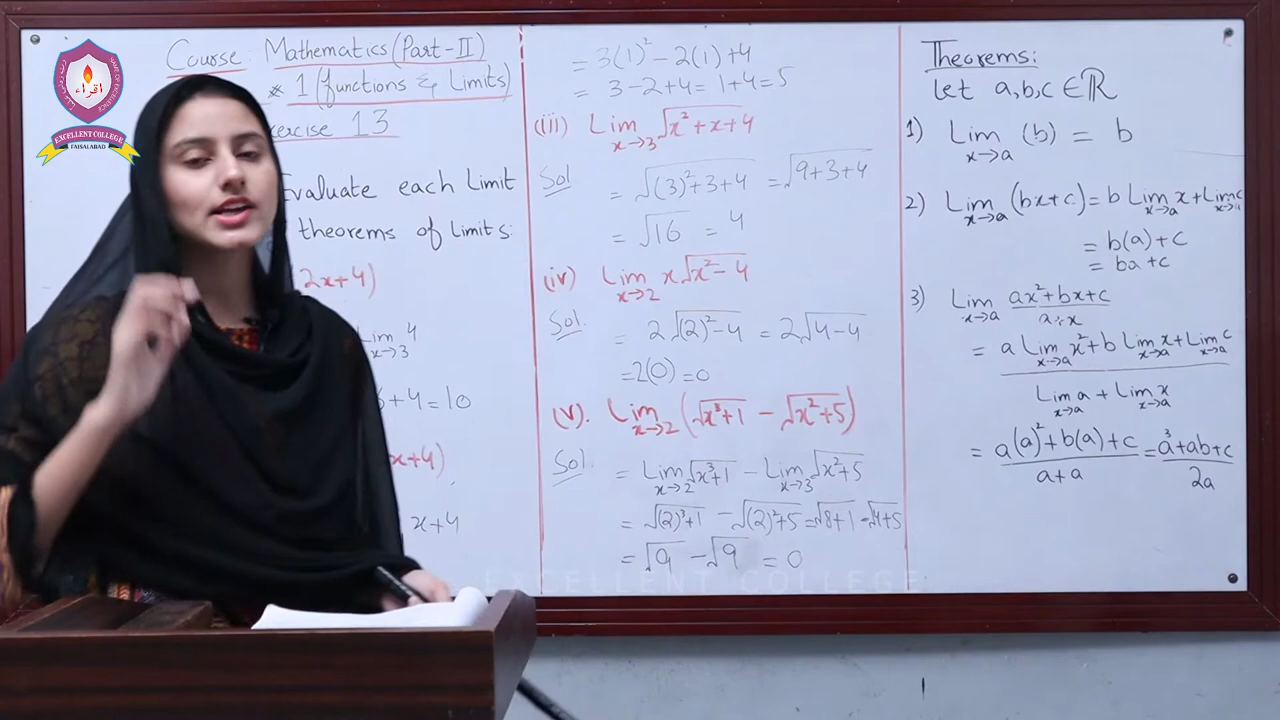 Course: Mathematics (Part-II)
* 1 (functions & Limits)
ercise 1.3
Evaluate each Limit
theorems of Limits:
2x+4)
Lim 4
x→3
+4=10
x+4)
x+4
= 3(1)² − 2(1)+4
= 3−2+4 = 1+4 = 5
(iii) Lim √x²+x+4
x→3
Sol
= √(3)²+3+4 = √9+3+4
= √16 = 4
(iv) Lim x√x²−4
x→2
Sol.
= 2√(2)²−4 = 2√4−4
=2(0) =0
(v). Lim (√x³+1 − √x²+5)
x→2
Sol.
= Lim √x³+1 − Lim √x²+5
x→2 x→3
= √(2)³+1 − √(2)²+5 = √8+1 − √4+5
= √9 − √9 = 0
Theorems:
let a,b,c ∈ ℝ
1) Lim (b) = b
x→a
2) Lim (bx+c) = b Lim x + Lim c
x→a x→a x→a
= b(a)+c
= ba+c
3) Lim ax²+bx+c
x→a a+x
= a Lim x²+b Lim x+Lim c
x→a x→a x→a
Lim a + Lim x
x→a x→a
= a(a)²+b(a)+c = a³+ab+c
a+a 2a
اقراء
EXCELLENT COLLEGE
FAISALABAD
EXCELLENT COLLEGE